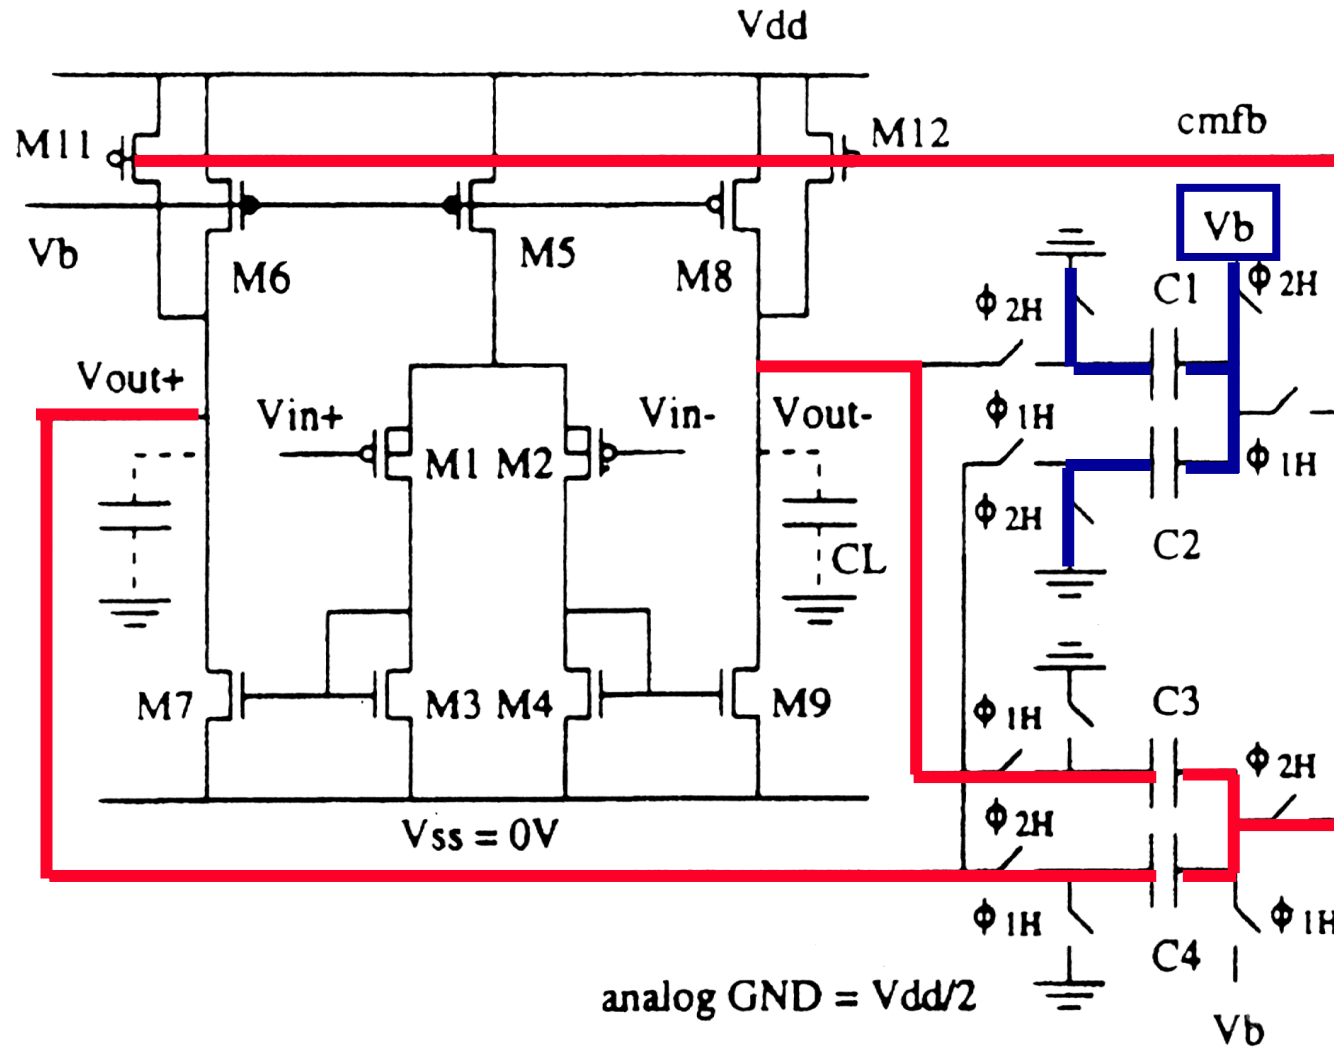 Vdd
M11
M12
cmfb
Vb
Vb
M6
M5
M8
C1
Φ 2H
Φ 2H
Vout+
Vin+
Vin-
Vout-
Φ 1H
M1
M2
Φ 1H
Φ 2H
C2
CL
M7
M3
M4
M9
Φ 1H
C3
Φ 2H
Φ 2H
Vss = 0V
Φ 1H
Φ 1H
C4
analog GND = Vdd/2
Vb